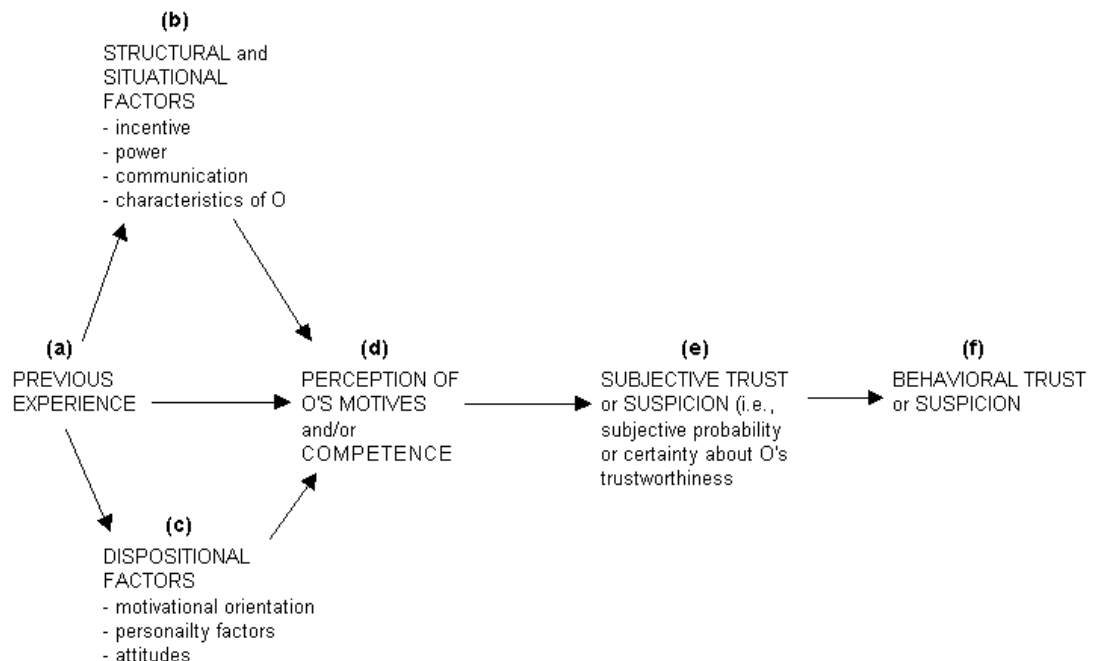 (b)
STRUCTURAL and
SITUATIONAL
FACTORS
- incentive
- power
- communication
- characteristics of O
(a)
PREVIOUS
EXPERIENCE
(d)
PERCEPTION OF
O'S MOTIVES
and/or
COMPETENCE
(e)
SUBJECTIVE TRUST
or SUSPICION (i.e.,
subjective probability
or certainty about O's
trustworthiness
(f)
BEHAVIORAL TRUST
or SUSPICION
(c)
DISPOSITIONAL
FACTORS
- motivational orientation
- personailty factors
- attitudes